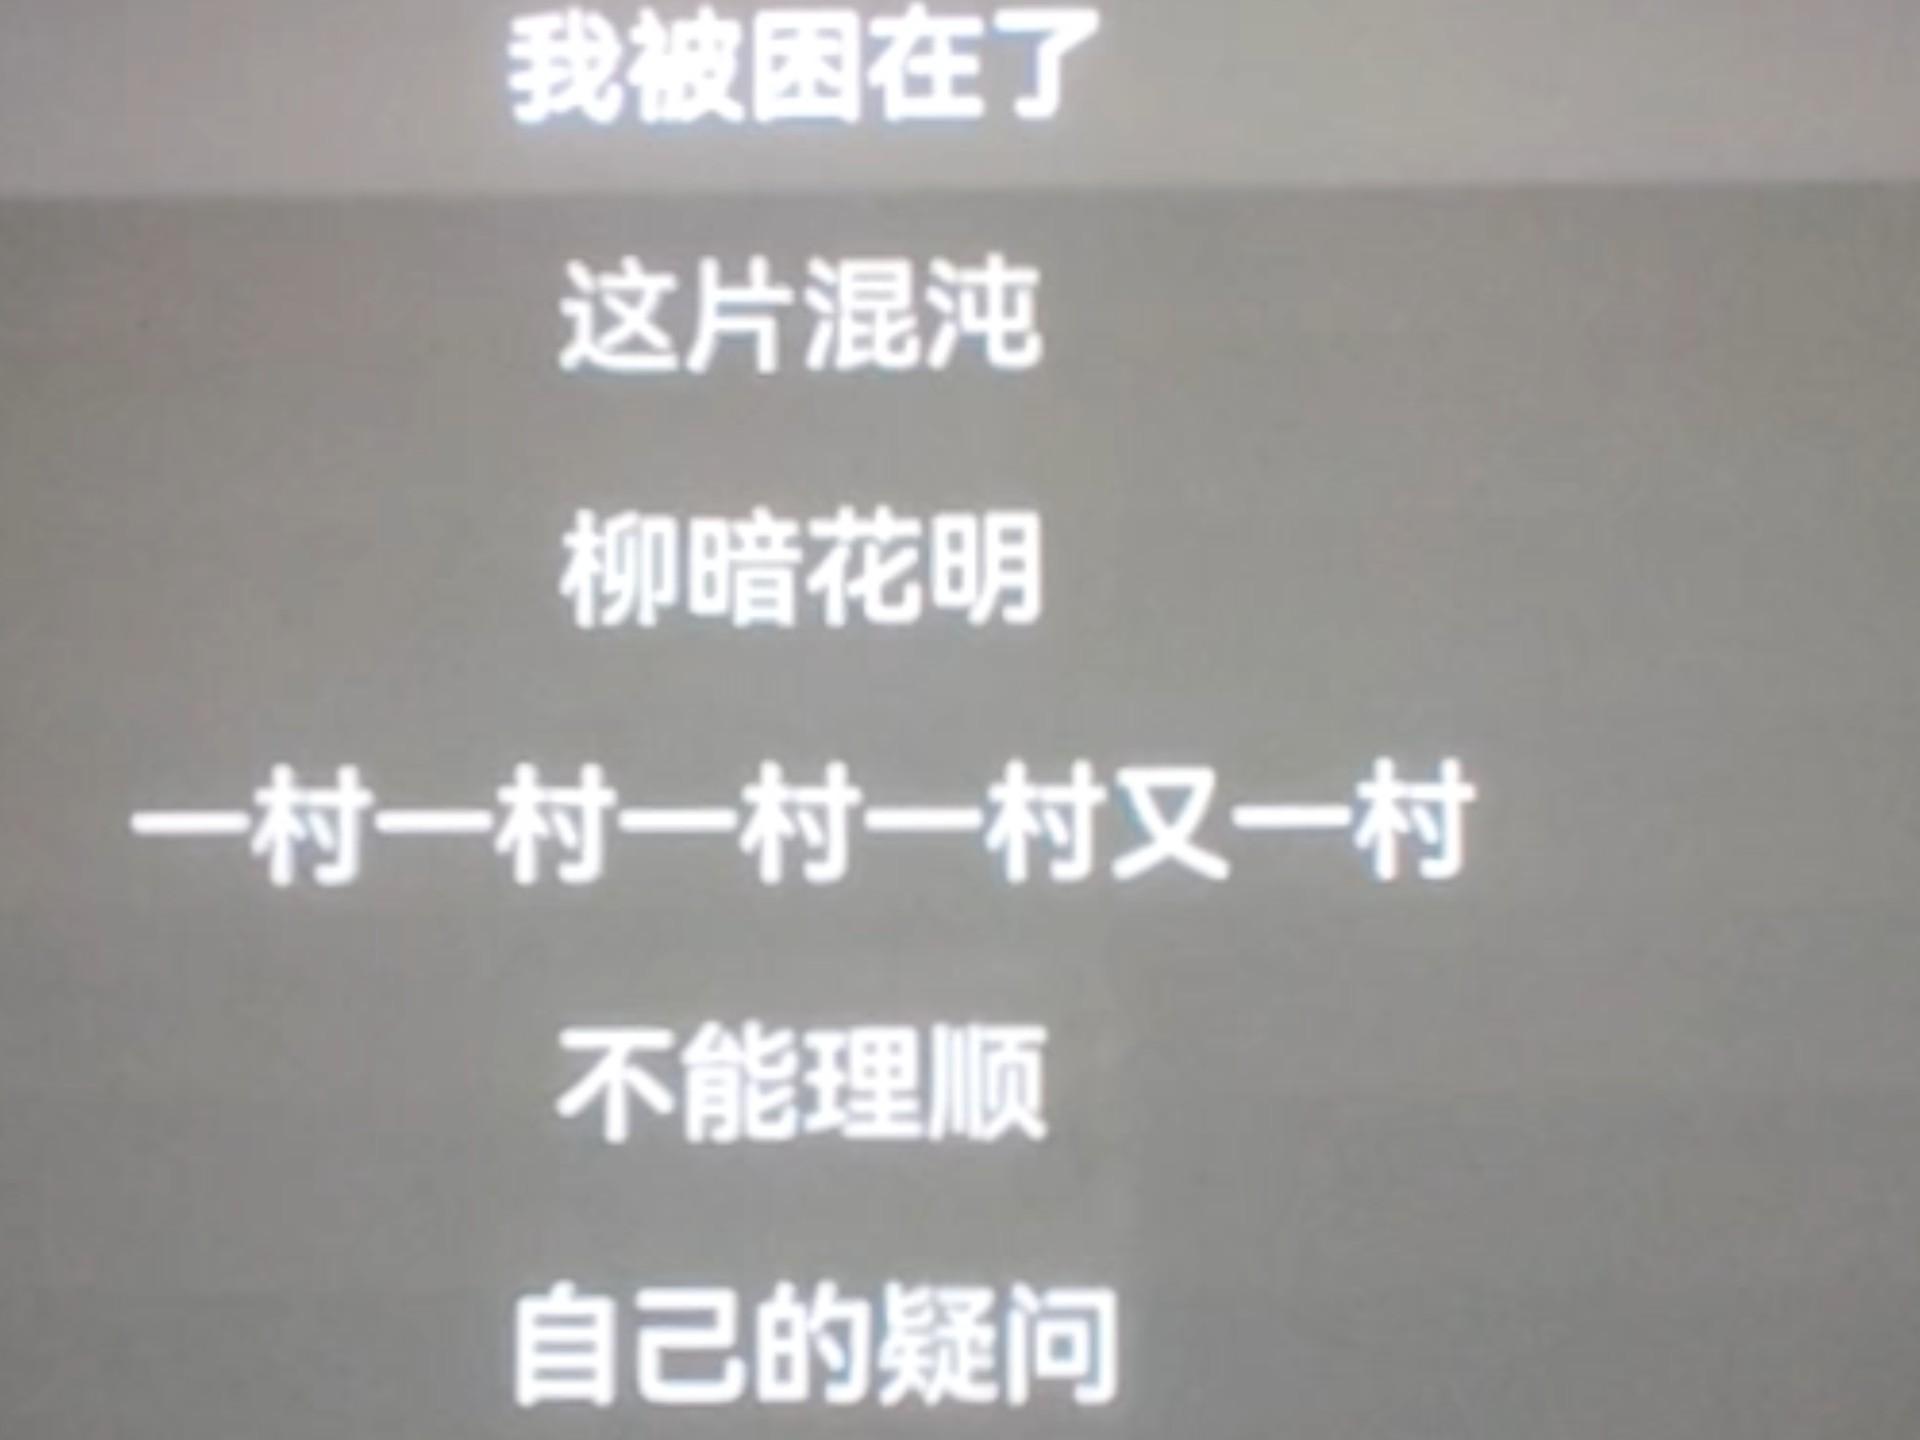 我被困在了
这片混沌
柳暗花明
一村一村一村一村又一村
不能理顺
自己的疑问